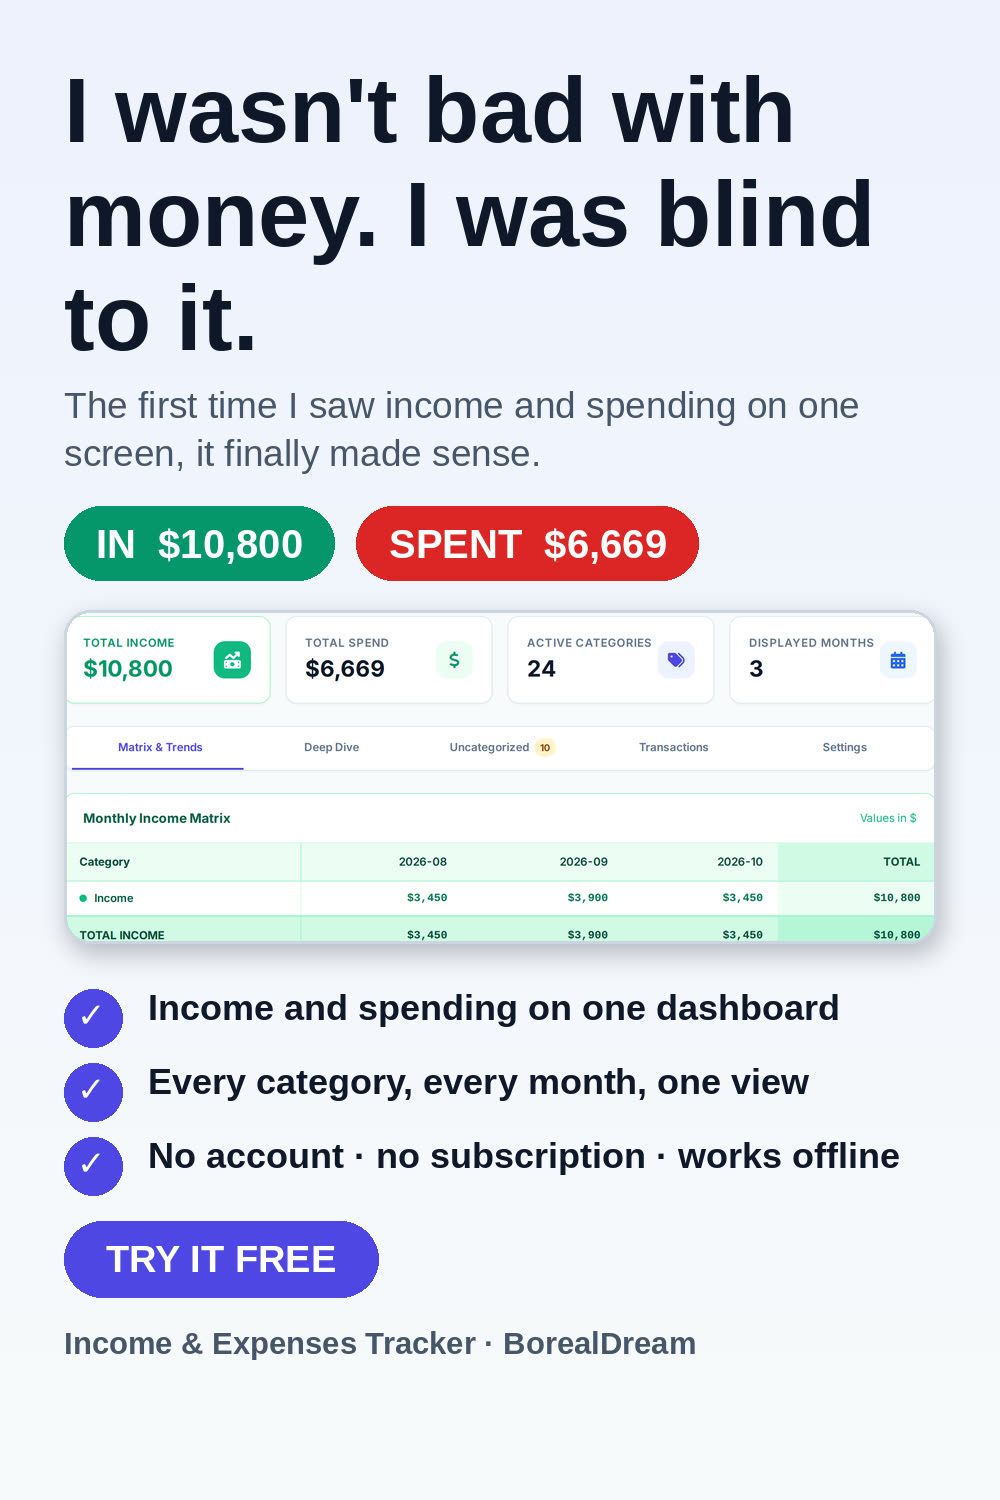 I wasn't bad with
money. I was blind
to it.
The first time I saw income and spending on one
screen, it finally made sense.
IN $10,800 SPENT $6,669
TOTAL INCOME TOTAL SPEND ACTIVE CATEGORIES DISPLAYED MONTHS
$10,800 $ $6,669 24 3
Matrix & Trends Deep Dive Uncategorized 10 Transactions Settings
Monthly Income Matrix Values in $
Category 2026-08 2026-09 2026-10 TOTAL
Income $3,450 $3,900 $3,450 $10,800
TOTAL INCOME $3,450 $3,900 $3,450 $10,800
✓ Income and spending on one dashboard
✓ Every category, every month, one view
✓ No account · no subscription · works offline
TRY IT FREE
Income & Expenses Tracker · BorealDream